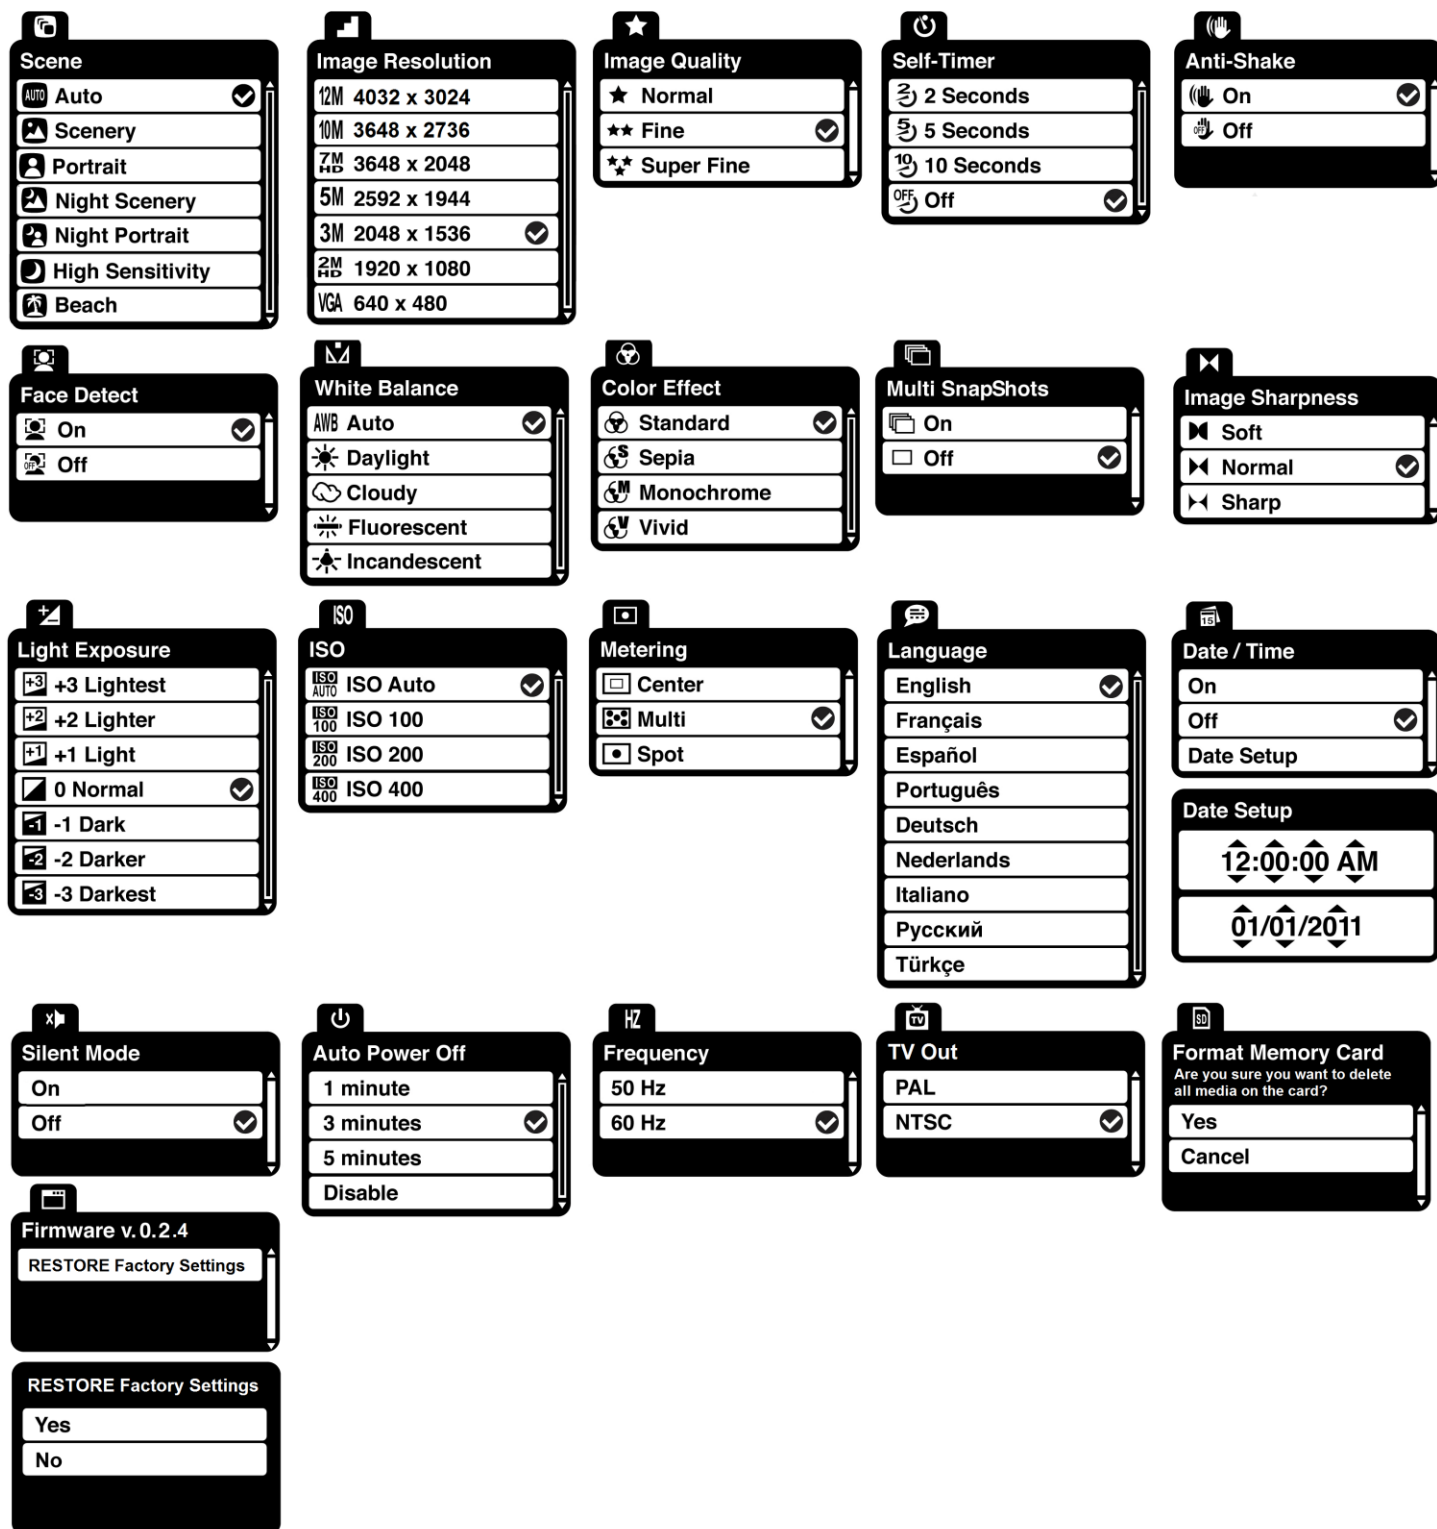 Scene
AUTO Auto
Scenery
Portrait
Night Scenery
Night Portrait
High Sensitivity
Beach
Image Resolution
12M 4032 x 3024
10M 3648 x 2736
7M HD 3648 x 2048
5M 2592 x 1944
3M 2048 x 1536
2M HD 1920 x 1080
VGA 640 x 480
Image Quality
Normal
Fine
Super Fine
Self-Timer
2 2 Seconds
5 5 Seconds
10 10 Seconds
OFF Off
Anti-Shake
On
OFF Off
Face Detect
On
OFF Off
White Balance
AWB Auto
Daylight
Cloudy
Fluorescent
Incandescent
Color Effect
Standard
S Sepia
M Monochrome
V Vivid
Multi SnapShots
On
Off
Image Sharpness
Soft
Normal
Sharp
Light Exposure
+3 +3 Lightest
+2 +2 Lighter
+1 +1 Light
0 Normal
-1 -1 Dark
-2 -2 Darker
-3 -3 Darkest
ISO
ISO
ISO AUTO ISO Auto
ISO 100 ISO 100
ISO 200 ISO 200
ISO 400 ISO 400
Metering
Center
Multi
Spot
Language
English
Français
Español
Português
Deutsch
Nederlands
Italiano
Русский
Türkçe
15
Date / Time
On
Off
Date Setup
Date Setup
12:00:00 AM
01/01/2011
X
Silent Mode
On
Off
Auto Power Off
1 minute
3 minutes
5 minutes
Disable
HZ
Frequency
50 Hz
60 Hz
TV
TV Out
PAL
NTSC
SD
Format Memory Card
Are you sure you want to delete
all media on the card?
Yes
Cancel
Firmware v.0.2.4
RESTORE Factory Settings
RESTORE Factory Settings
Yes
No